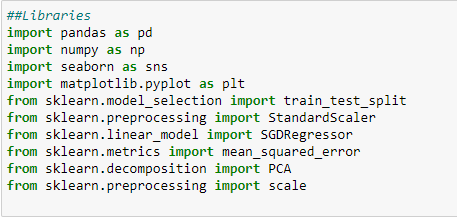 ##Libraries
import pandas as pd
import numpy as np
import seaborn as sns
import matplotlib.pyplot as plt
from sklearn.model_selection import train_test_split
from sklearn.preprocessing import StandardScaler
from sklearn.linear_model import SGDRegressor
from sklearn.metrics import mean_squared_error
from sklearn.decomposition import PCA
from sklearn.preprocessing import scale